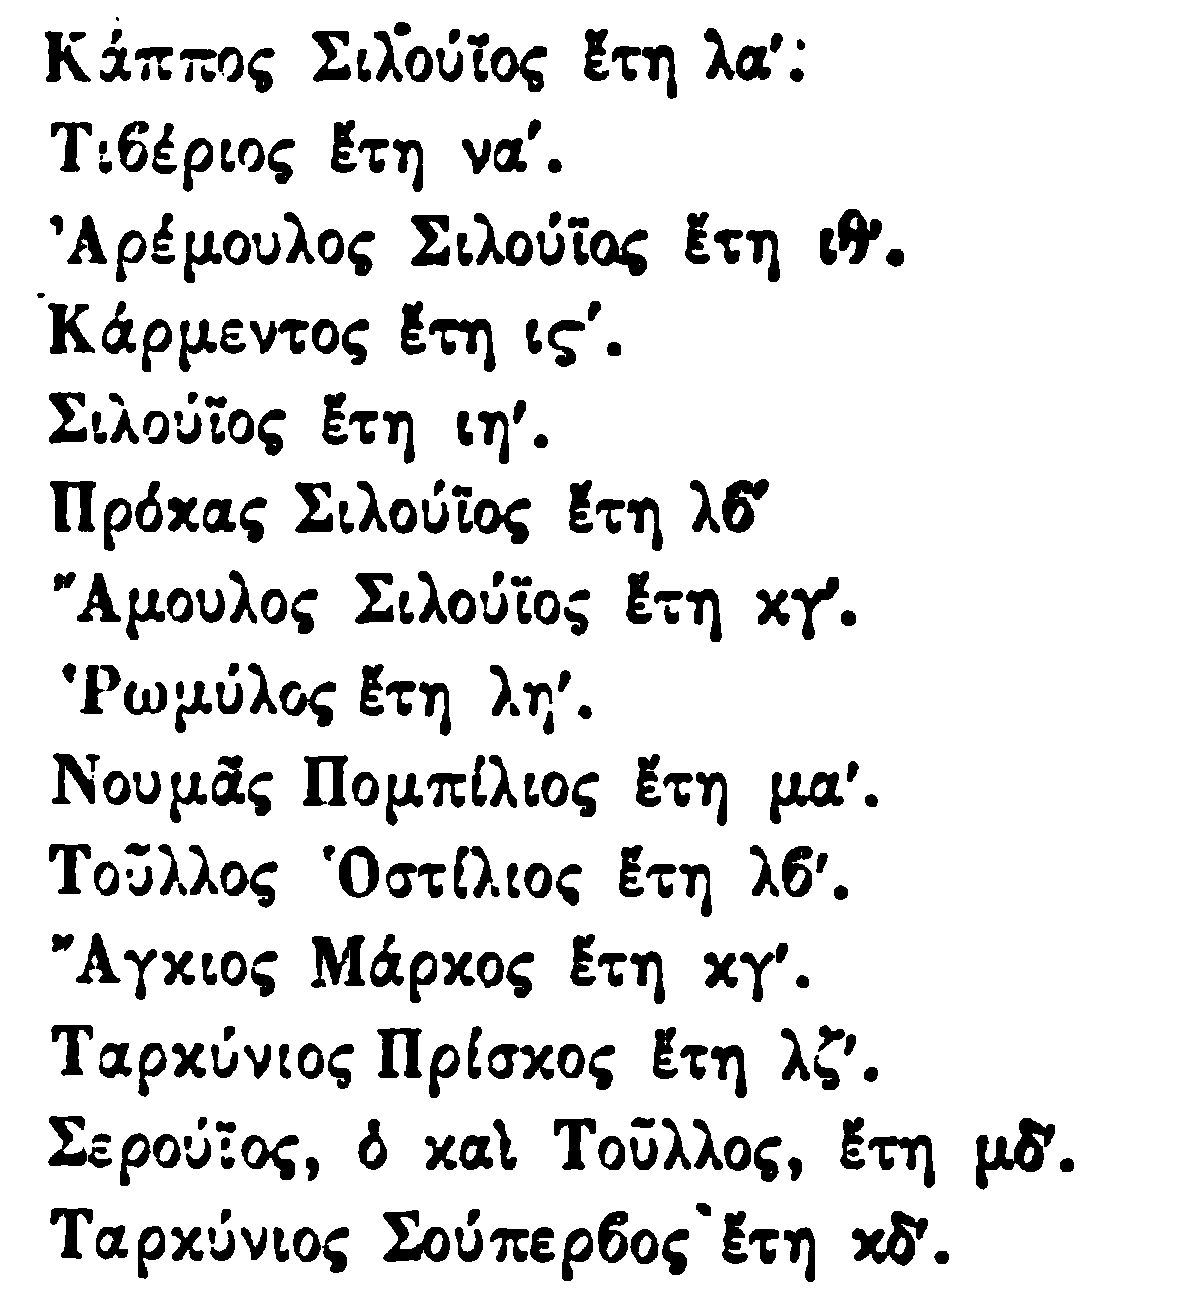 Κάππος Σιλούϊος ἔτη λα'.
Τιϐέριος ἔτη να'.
Ἀρέμουλος Σιλούϊος ἔτη ιθ'.
Κάρμεντος ἔτη ις'.
Σιλούϊος ἔτη ιη'.
Πρόκας Σιλούϊος ἔτη λϐ'
Ἄμουλος Σιλούϊος ἔτη κγ'.
Ῥωμύλος ἔτη λη'.
Νουμᾶς Πομπίλιος ἔτη μα'.
Τοῦλλος Ὁστίλιος ἔτη λϐ'.
Ἄγκιος Μάρκος ἔτη κγ'.
Ταρκύνιος Πρίσκος ἔτη λζ'.
Σερούϊος, ὁ καὶ Τοῦλλος, ἔτη μδ'.
Ταρκύνιος Σούπερϐος ἔτη κδ'.